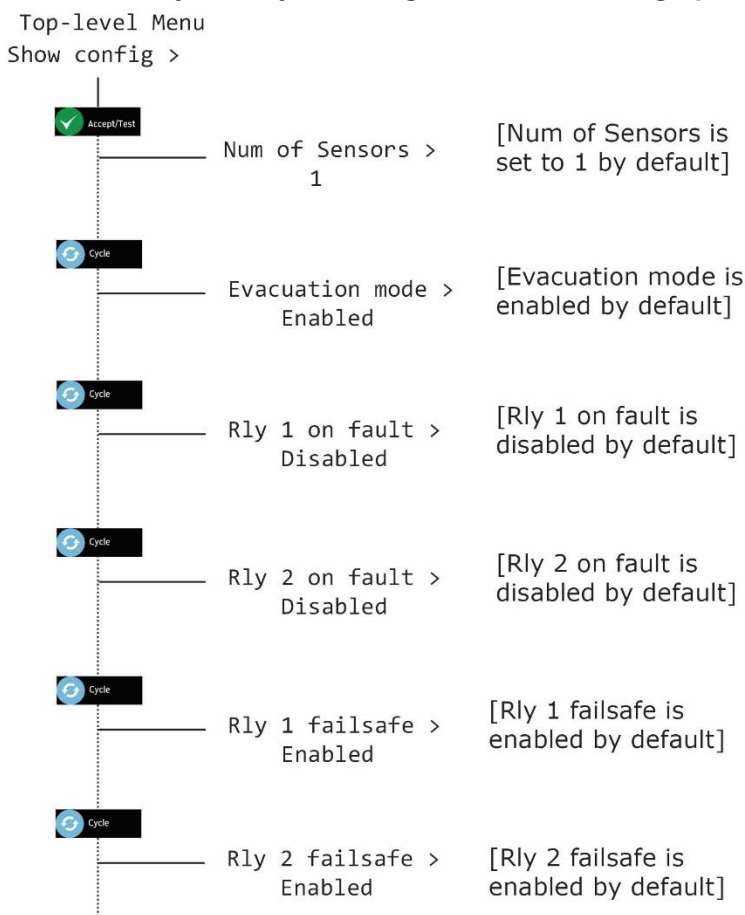 Top-level Menu
Show config >
Accept/Test
Num of Sensors >
1
[Num of Sensors is
set to 1 by default]
Cycle
Evacuation mode >
Enabled
[Evacuation mode is
enabled by default]
Cycle
Rly 1 on fault >
Disabled
[Rly 1 on fault is
disabled by default]
Cycle
Rly 2 on fault >
Disabled
[Rly 2 on fault is
disabled by default]
Cycle
Rly 1 failsafe >
Enabled
[Rly 1 failsafe is
enabled by default]
Cycle
Rly 2 failsafe >
Enabled
[Rly 2 failsafe is
enabled by default]